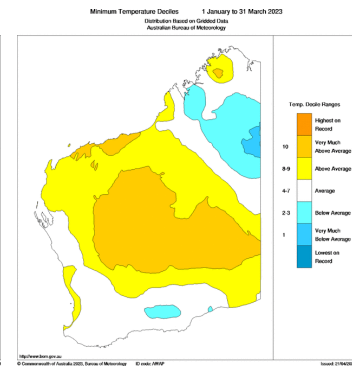 Minimum Temperature Deciles 1 January to 31 March 2023
Distribution Based on Gridded Data
Australian Bureau of Meteorology
Temp. Decile Ranges
Highest on
Record
10 Very Much
Above Average
8-9 Above Average
4-7 Average
2-3 Below Average
1 Very Much
Below Average
Lowest on
Record
http://www.bom.gov.au
© Commonwealth of Australia 2023, Bureau of Meteorology ID code: AWAP